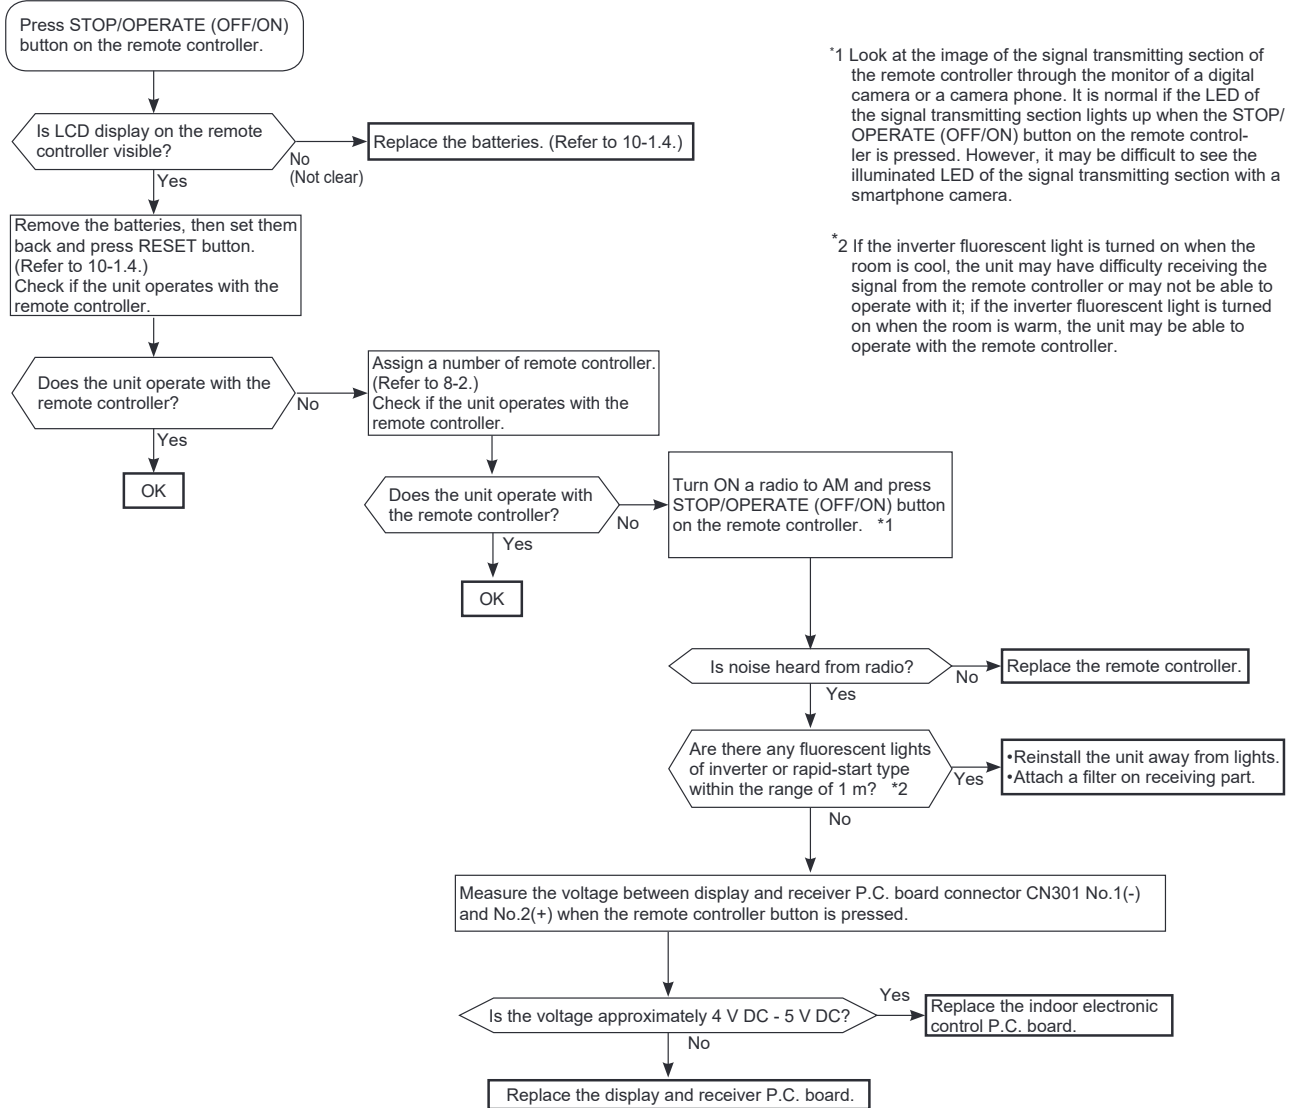 Press STOP/OPERATE (OFF/ON)
button on the remote controller.
Is LCD display on the remote
controller visible?
No
(Not clear)
Replace the batteries. (Refer to 10-1.4.)
Yes
Remove the batteries, then set them
back and press RESET button.
(Refer to 10-1.4.)
Check if the unit operates with the
remote controller.
Does the unit operate with the
remote controller?
No
Yes
OK
Assign a number of remote controller.
(Refer to 8-2.)
Check if the unit operates with the
remote controller.
Does the unit operate with
the remote controller?
No
Yes
OK
Turn ON a radio to AM and press
STOP/OPERATE (OFF/ON) button
on the remote controller. *1
Is noise heard from radio?
No
Replace the remote controller.
Yes
Are there any fluorescent lights
of inverter or rapid-start type
within the range of 1 m? *2
Yes
•Reinstall the unit away from lights.
•Attach a filter on receiving part.
No
Measure the voltage between display and receiver P.C. board connector CN301 No.1(-)
and No.2(+) when the remote controller button is pressed.
Is the voltage approximately 4 V DC - 5 V DC?
Yes
Replace the indoor electronic
control P.C. board.
No
Replace the display and receiver P.C. board.
*1 Look at the image of the signal transmitting section of
the remote controller through the monitor of a digital
camera or a camera phone. It is normal if the LED of
the signal transmitting section lights up when the STOP/
OPERATE (OFF/ON) button on the remote control-
ler is pressed. However, it may be difficult to see the
illuminated LED of the signal transmitting section with a
smartphone camera.
*2 If the inverter fluorescent light is turned on when the
room is cool, the unit may have difficulty receiving the
signal from the remote controller or may not be able to
operate with it; if the inverter fluorescent light is turned
on when the room is warm, the unit may be able to
operate with the remote controller.